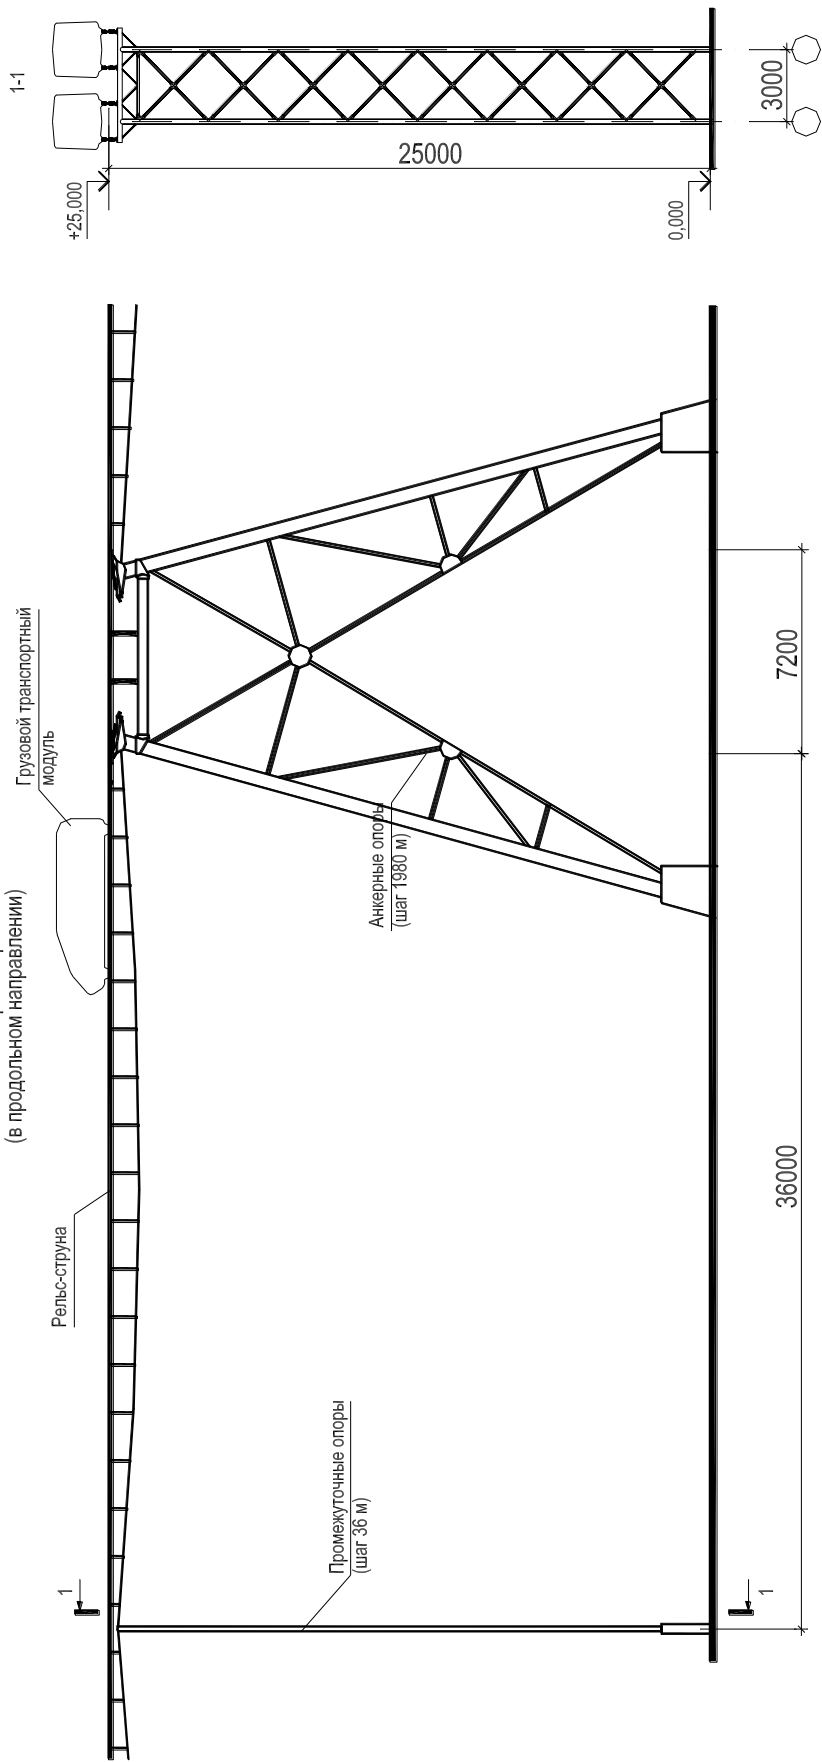 (в продольном направлении)
Рельс-струна
Грузовой транспортный
модуль
Промежуточные опоры
(шаг 36 м)
Анкерные опоры
(шаг 1980 м)
1
1
36000
7200
1-1
+25,000
25000
0,000
3000